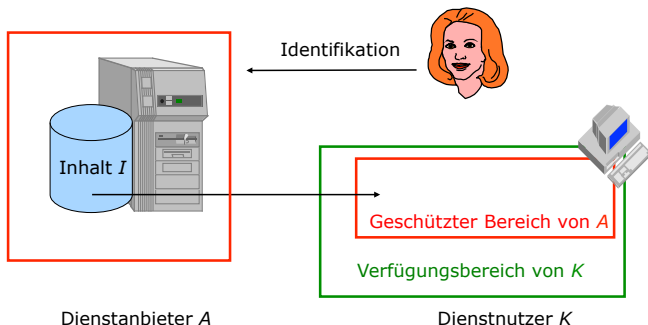 Identifikation
Inhalt I
Geschützter Bereich von A
Verfügungsbereich von K
Dienstanbieter A
Dienstnutzer K